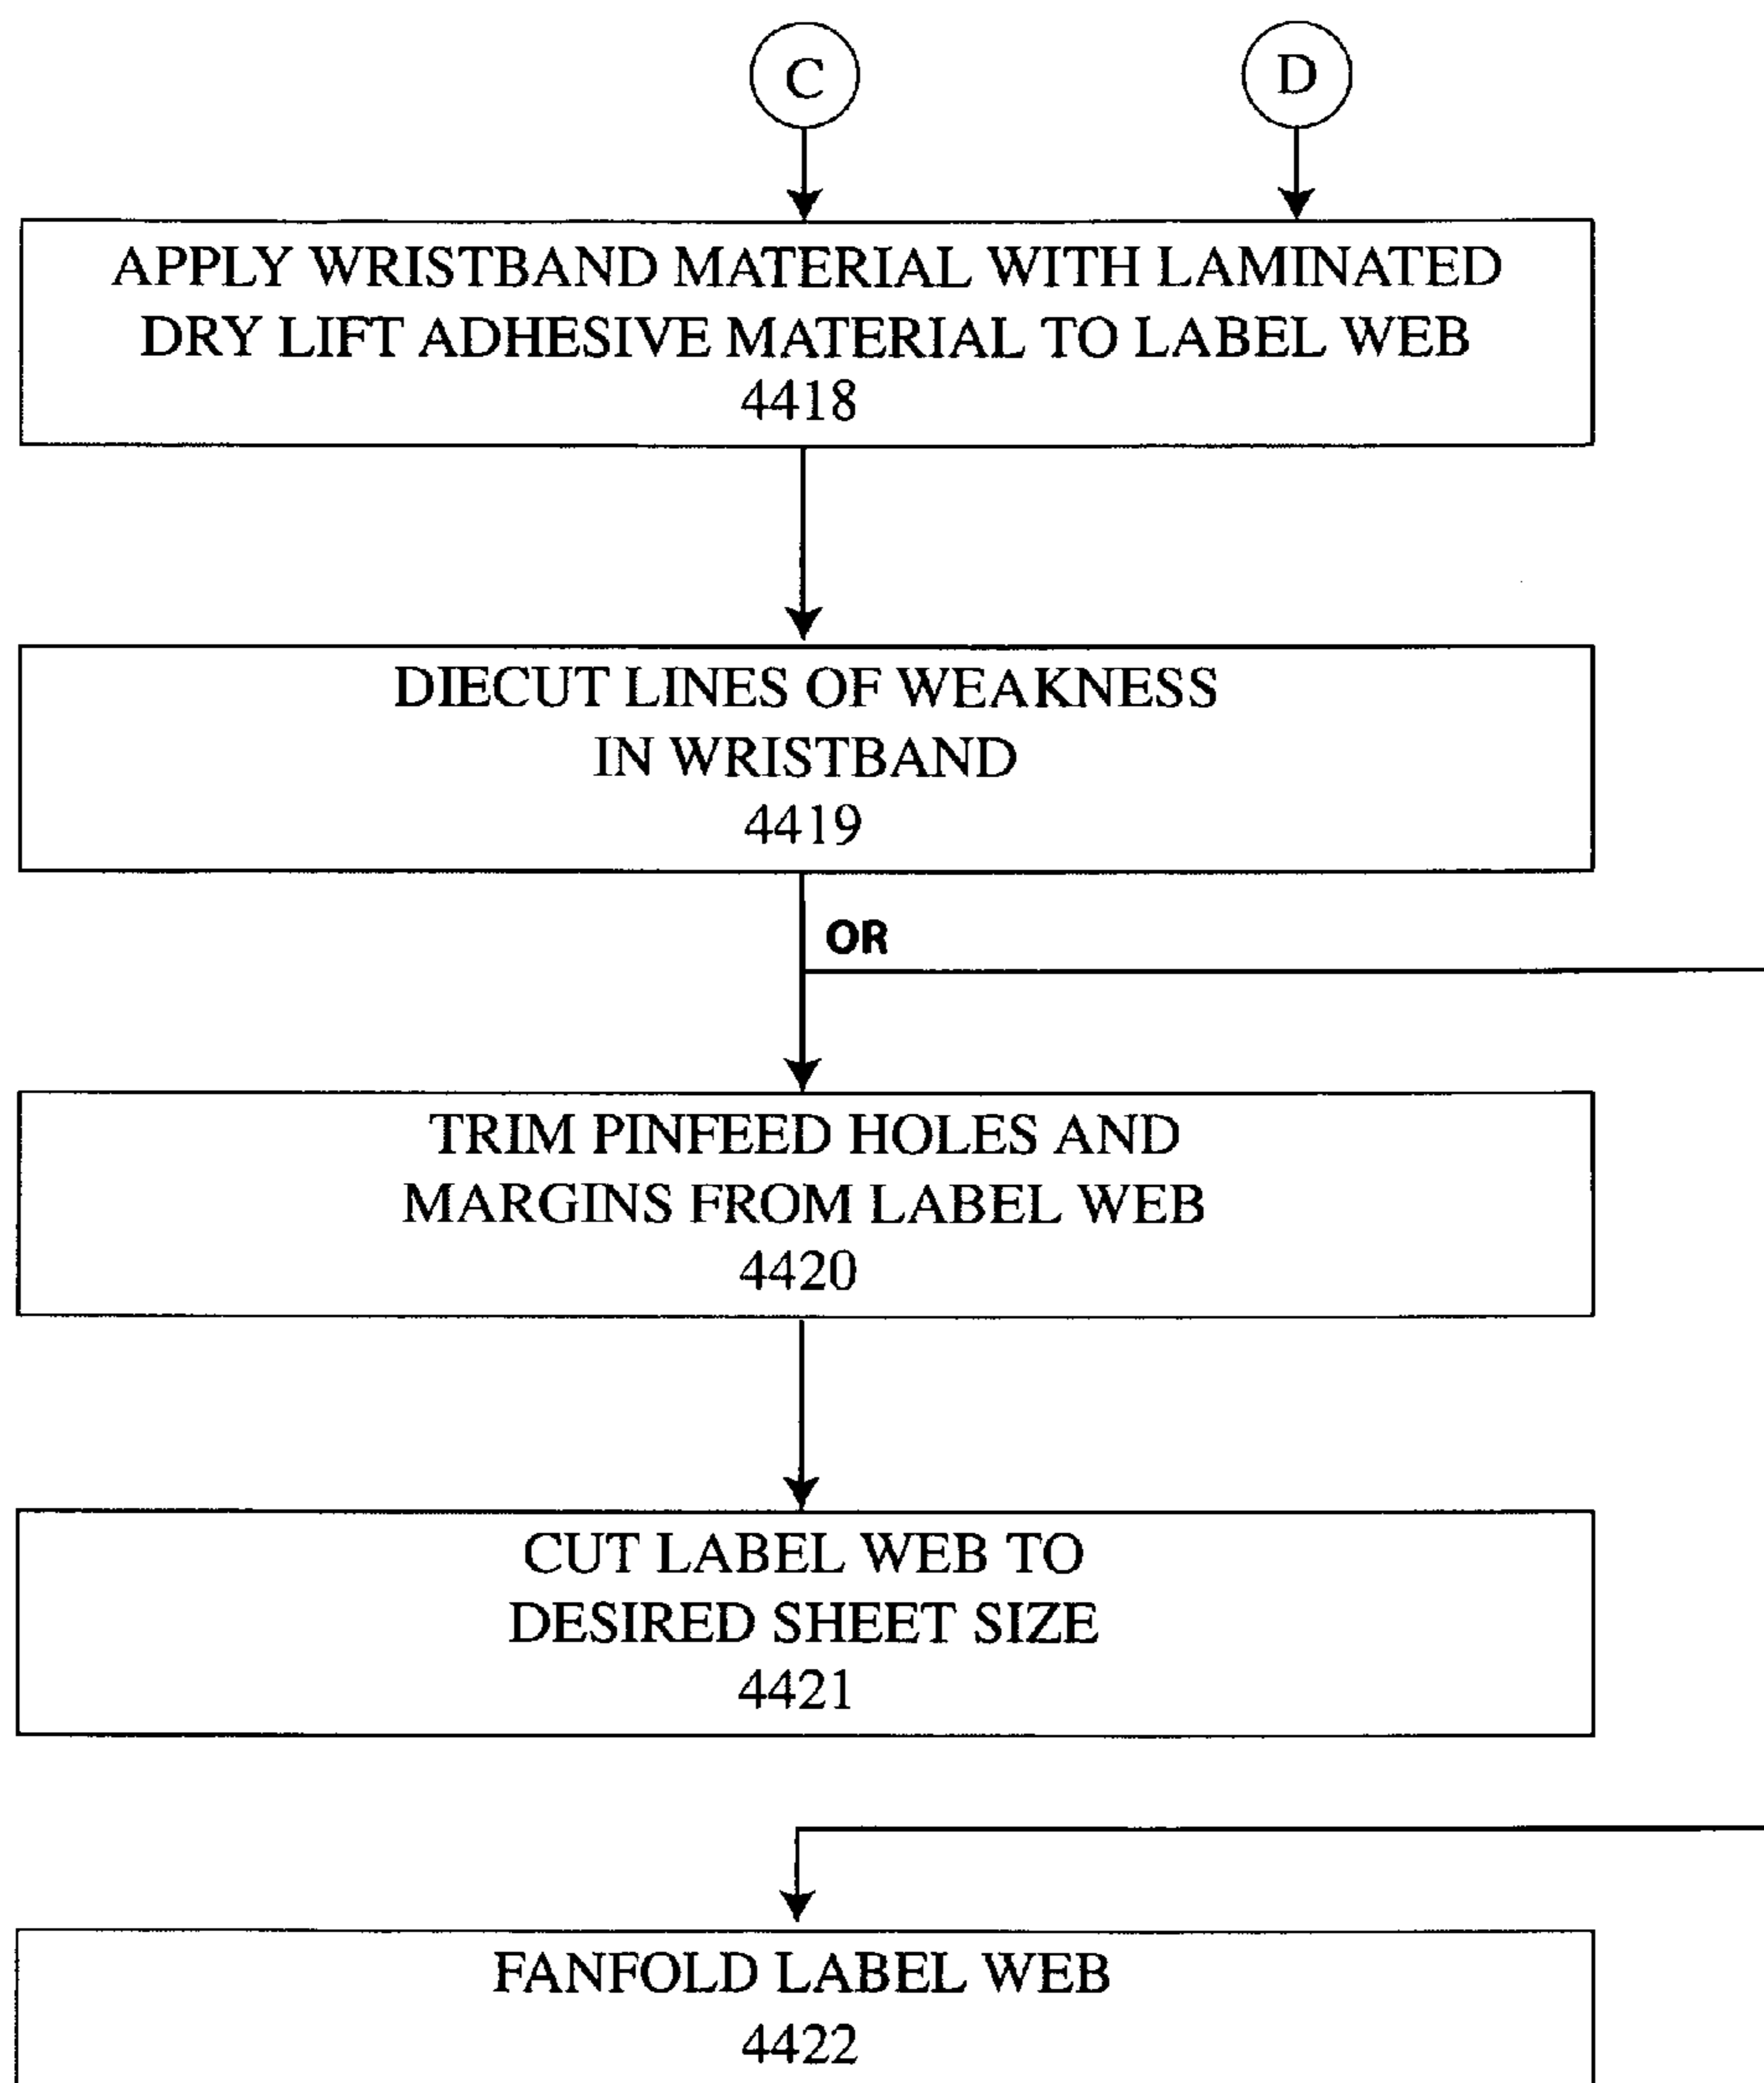 C
D
APPLY WRISTBAND MATERIAL WITH LAMINATED
DRY LIFT ADHESIVE MATERIAL TO LABEL WEB
4418
DIECUT LINES OF WEAKNESS
IN WRISTBAND
4419
OR
TRIM PINFEED HOLES AND
MARGINS FROM LABEL WEB
4420
CUT LABEL WEB TO
DESIRED SHEET SIZE
4421
FANFOLD LABEL WEB
4422